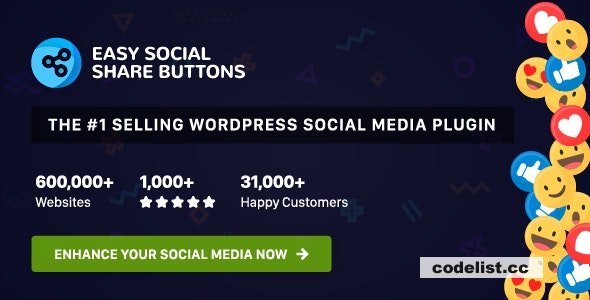 EASY SOCIAL
SHARE BUTTONS
THE #1 SELLING WORDPRESS SOCIAL MEDIA PLUGIN
600,000+
Websites
1,000+
31,000+
Happy Customers
ENHANCE YOUR SOCIAL MEDIA NOW →
codelist.cc